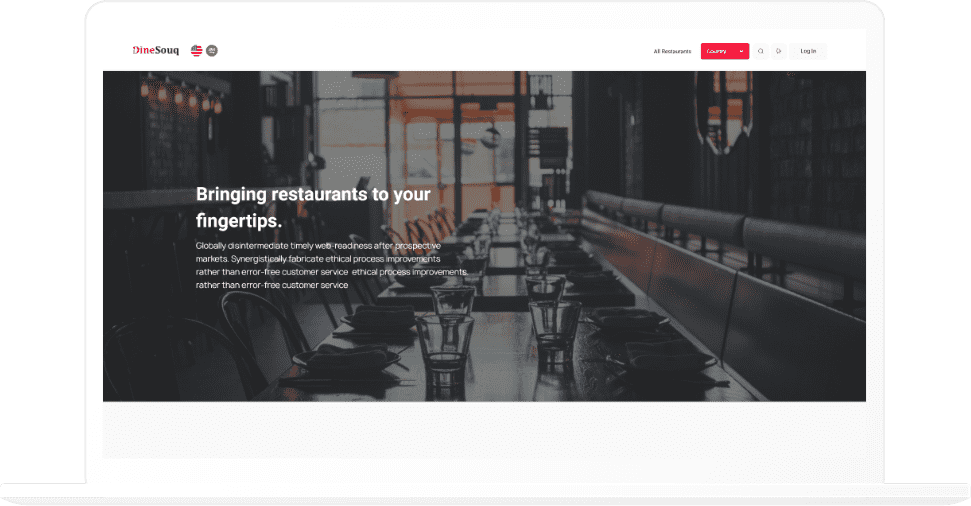 DineSouq
All Restaurants
Country
Log In
Bringing restaurants to your
fingertips.
Globally disintermediate timely web-readiness after prospective
markets. Synergistically fabricate ethical process improvements
rather than error-free customer service ethical process improvements
rather than error-free customer service